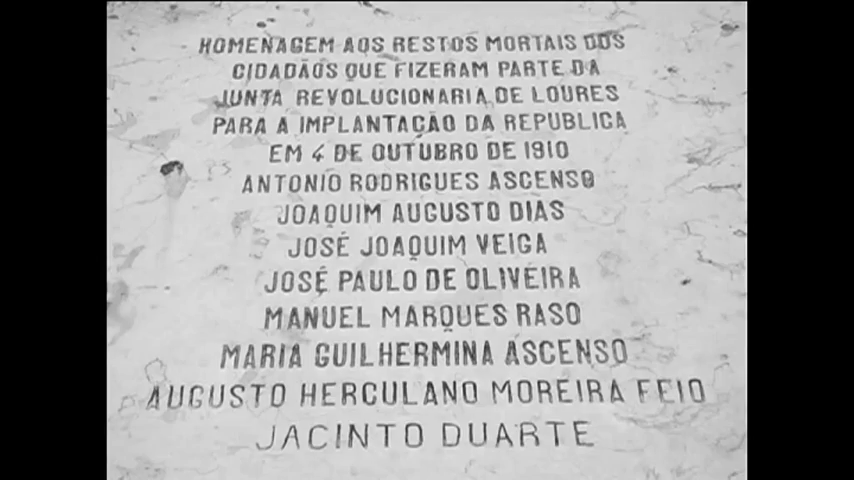 HOMENAGEM AOS RESTOS MORTAIS DOS
CIDADÃOS QUE FIZERAM PARTE DA
JUNTA REVOLUCIONARIA DE LOURES
PARA A IMPLANTAÇÃO DA REPUBLICA
EM 4 DE OUTUBRO DE 1910
ANTONIO RODRIGUES ASCENSO
JOAQUIM AUGUSTO DIAS
JOSÉ JOAQUIM VEIGA
JOSÉ PAULO DE OLIVEIRA
MANUEL MARQUES RASO
MARIA GUILHERMINA ASCENSO
AUGUSTO HERCULANO MOREIRA FEIO
JACINTO DUARTE